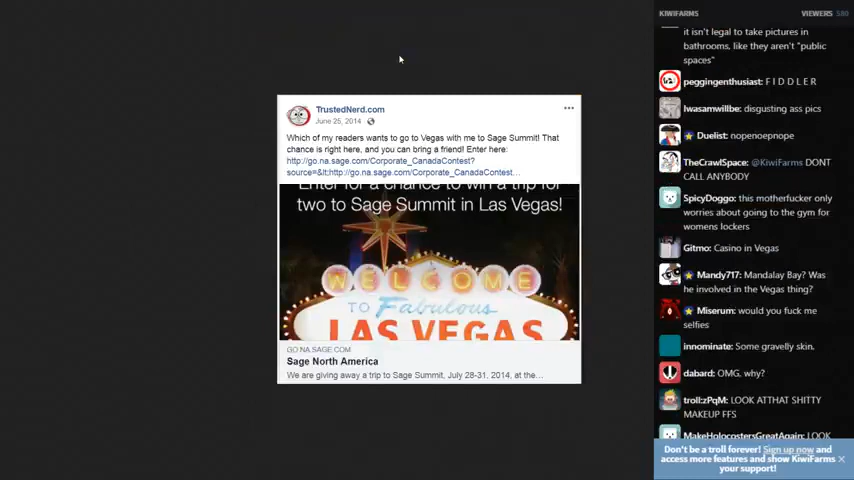 TrustedNerd.com
June 25, 2014
Which of my readers wants to go to Vegas with me to Sage Summit! That
chance is right here, and you can bring a friend! Enter here:
http://go.na.sage.com/Corporate_CanadaContest?
source=&lt;http://go.na.sage.com/Corporate_CanadaContest...
Enter for a chance to win a trip for
two to Sage Summit in Las Vegas!
WELCOME
TO Fabulous
LAS VEGAS
GO.NA.SAGE.COM
Sage North America
We are giving away a trip to Sage Summit, July 28-31, 2014, at the...
KIWIFARMS
VIEWERS 580
it isn't legal to take pictures in
bathrooms, like they aren't "public
spaces"
peggingenthusiast: F I D D L E R
Iwasamwillbe: disgusting ass pics
Duelist: nopenoepnope
TheCrawlSpace: @KiwiFarms DONT
CALL ANYBODY
SpicyDoggo: this motherfucker only
worries about going to the gym for
womens lockers
Gitmo: Casino in Vegas
Mandy717: Mandalay Bay? Was
he involved in the Vegas thing?
Miserum: would you fuck me
selfies
innominate: Some gravelly skin.
dabard: OMG. why?
troll:zPqM: LOOK ATTHAT SHITTY
MAKEUP FFS
MakeHolocostersGreatAgain: LOOK
Don't be a troll forever! Sign up now and
access more features and show KiwiFarms
your support!